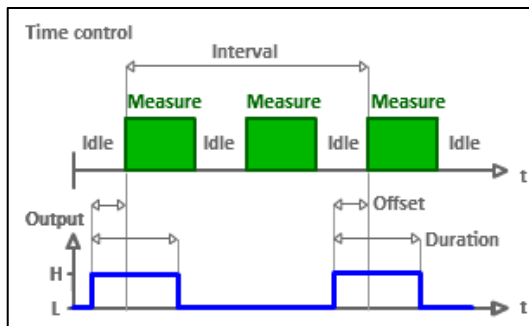 Time control
Interval
Measure Measure Measure
Idle Idle Idle Idle
t
Offset
Output
Duration
H
L t